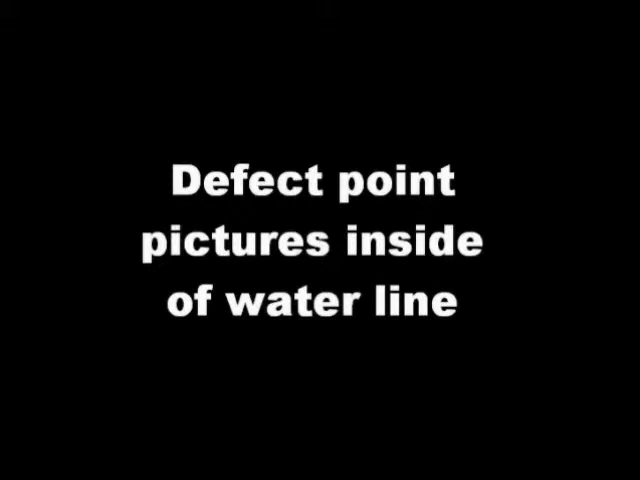 Defect point
pictures inside
of water line